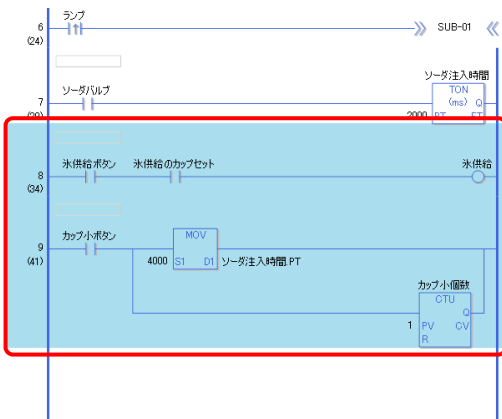 ランプ
6
(24)
SUB-01
ソーダバルブ
ソーダ注入時間
7
TON
(ms) Q
2000 PT ET
氷供給ボタン 氷供給のカップセット 氷供給
8
(34)
カップ小ボタン
9
(41)
MOV
4000 S1 D1 ソーダ注入時間.PT
カップ小個数
CTU
Q
1 PV CV
R